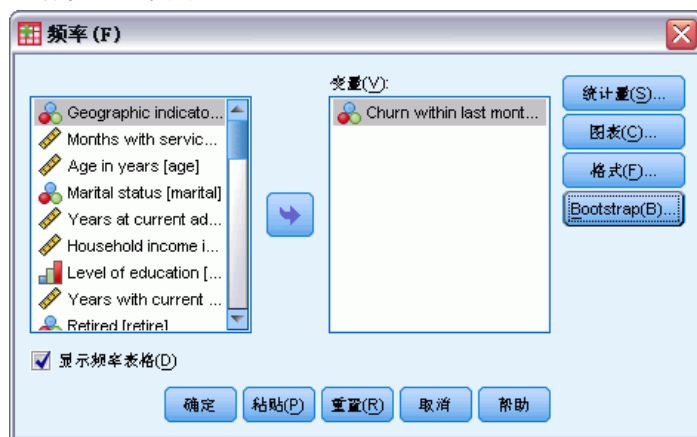 频率(F)
变量(V):
Geographic indicato...
Months with servic...
Age in years [age]
Marital status [marital]
Years at current ad...
Household income i...
Level of education [...
Years with current ...
Retired [retire]
Churn within last mont...
统计量(S)...
图表(C)...
格式(F)...
Bootstrap(B)...
显示频率表格(D)
确定
粘贴(P)
重置(R)
取消
帮助